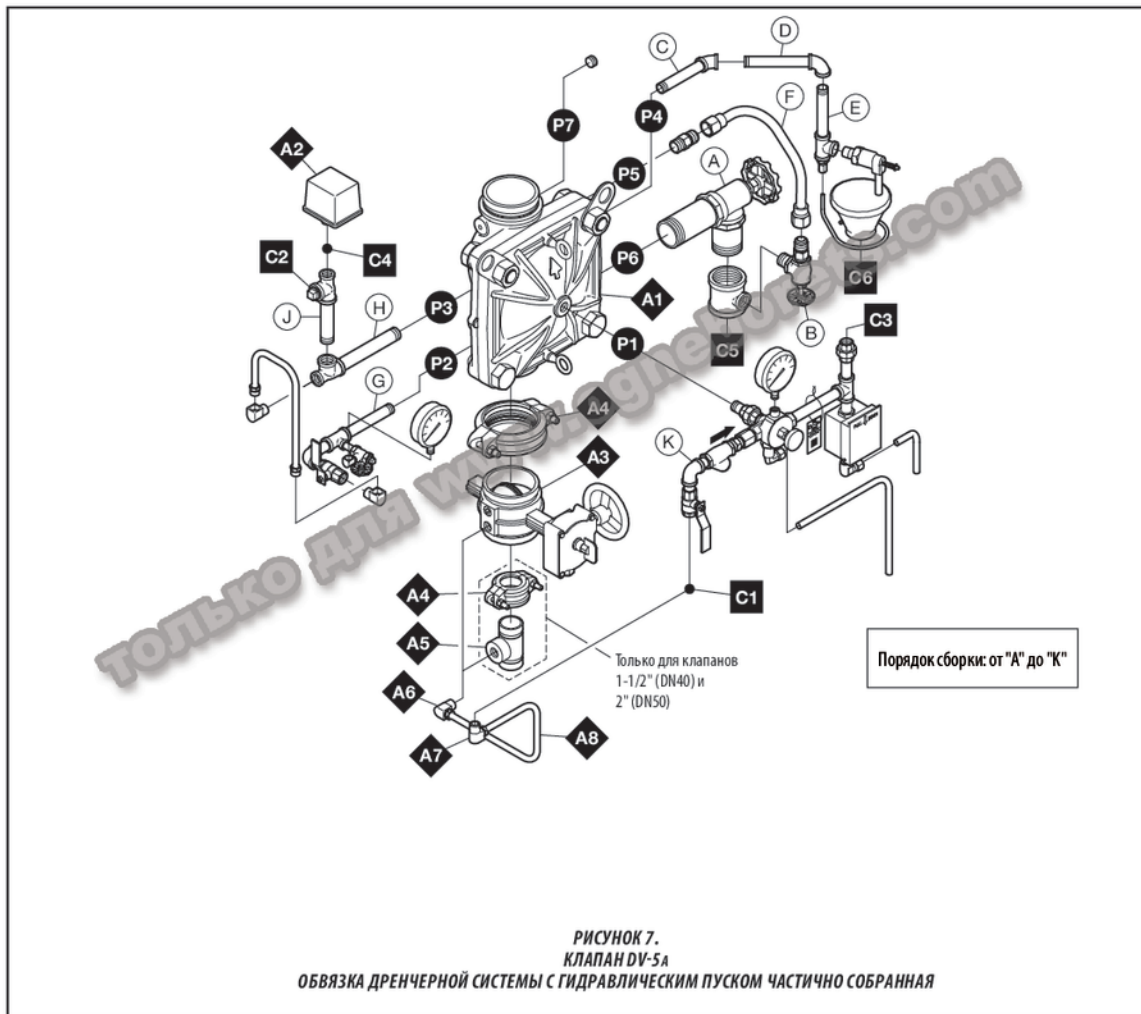 D
C
F
P7
P4
E
A2
P5
A
P6
C2
C4
C6
J
H
P3
A1
B
C3
P2
P1
C5
G
A4
K
A3
A4
C1
A5
Только для клапанов
1-1/2" (DN40) и
2" (DN50)
Порядок сборки: от "А" до "К"
A6
A7
A8
только для www.ogneborets.com
РИСУНОК 7.
КЛАПАН DV-5A
ОБВЯЗКА ДРЕНЧЕРНОЙ СИСТЕМЫ С ГИДРАВЛИЧЕСКИМ ПУСКОМ ЧАСТИЧНО СОБРАННАЯ